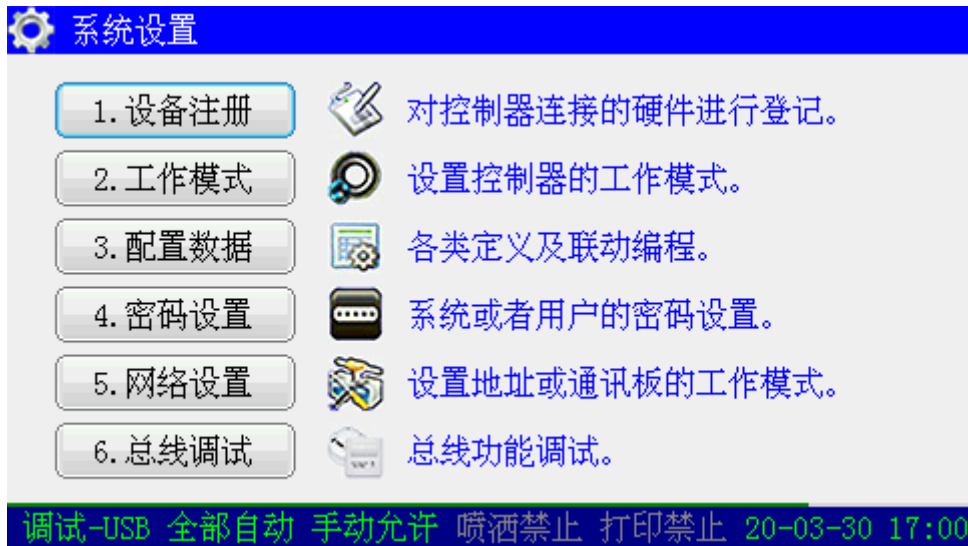 系统设置
1.设备注册 对控制器连接的硬件进行登记。
2.工作模式 设置控制器的工作模式。
3.配置数据 各类定义及联动编程。
4.密码设置 系统或者用户的密码设置。
5.网络设置 设置地址或通讯板的工作模式。
6.总线调试 总线功能调试。
调试-USB 全部自动 手动允许 喷洒禁止 打印禁止 20-03-30 17:00